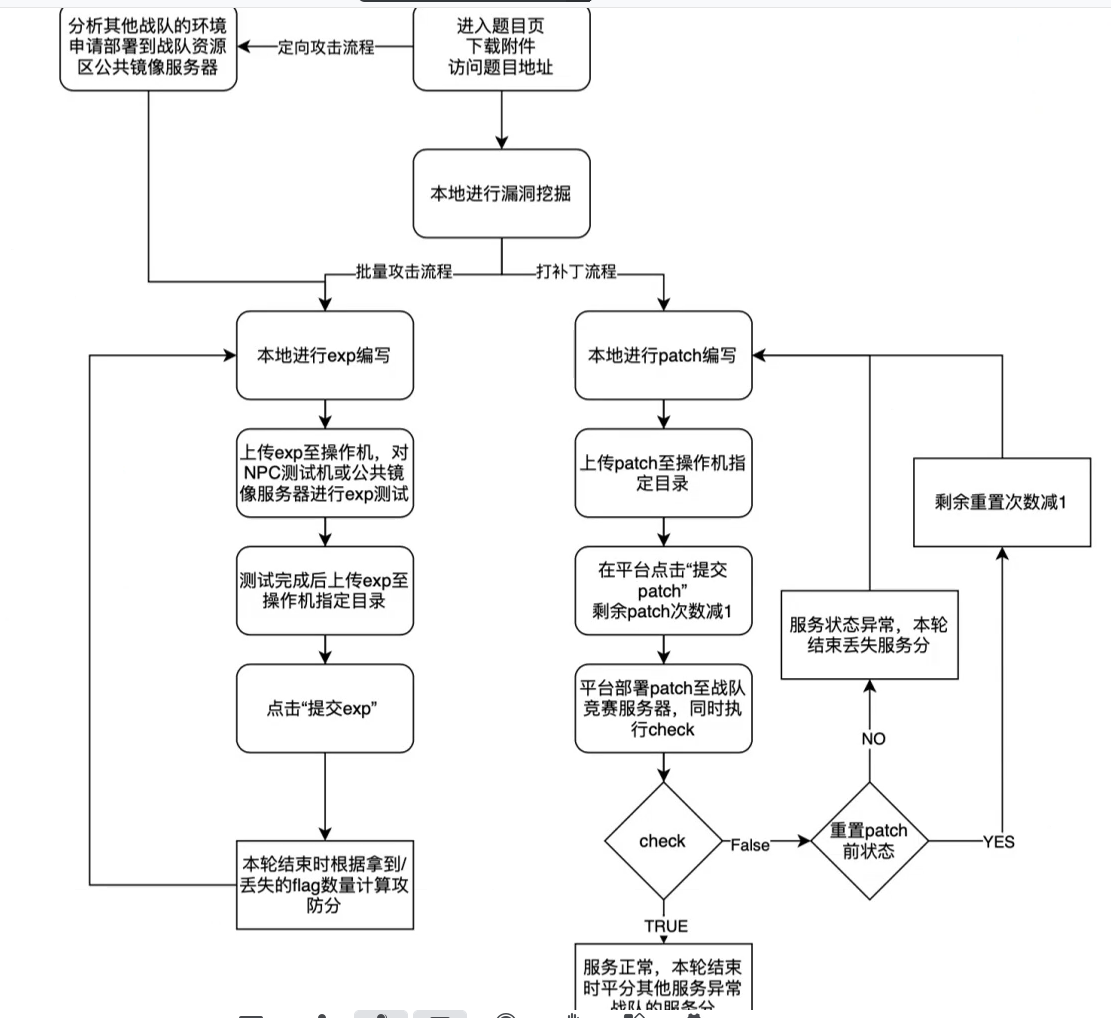 分析其他战队的环境
申请部署到战队资源
区公共镜像服务器
定向攻击流程
进入题目页
下载附件
访问题目地址
本地进行漏洞挖掘
批量攻击流程
打补丁流程
本地进行exp编写
上传exp至操作机，对
NPC测试机或公共镜
像服务器进行exp测试
测试完成后上传exp至
操作机指定目录
点击“提交exp”
本轮结束时根据拿到/
丢失的flag数量计算攻
防分
本地进行patch编写
上传patch至操作机指
定目录
在平台点击“提交
patch”
剩余patch次数减1
平台部署patch至战队
竞赛服务器，同时执
行check
check
False
重置patch
前状态
NO
服务状态异常，本轮
结束丢失服务分
YES
剩余重置次数减1
TRUE
服务正常，本轮结束
时平分其他服务异常
战队的服务分